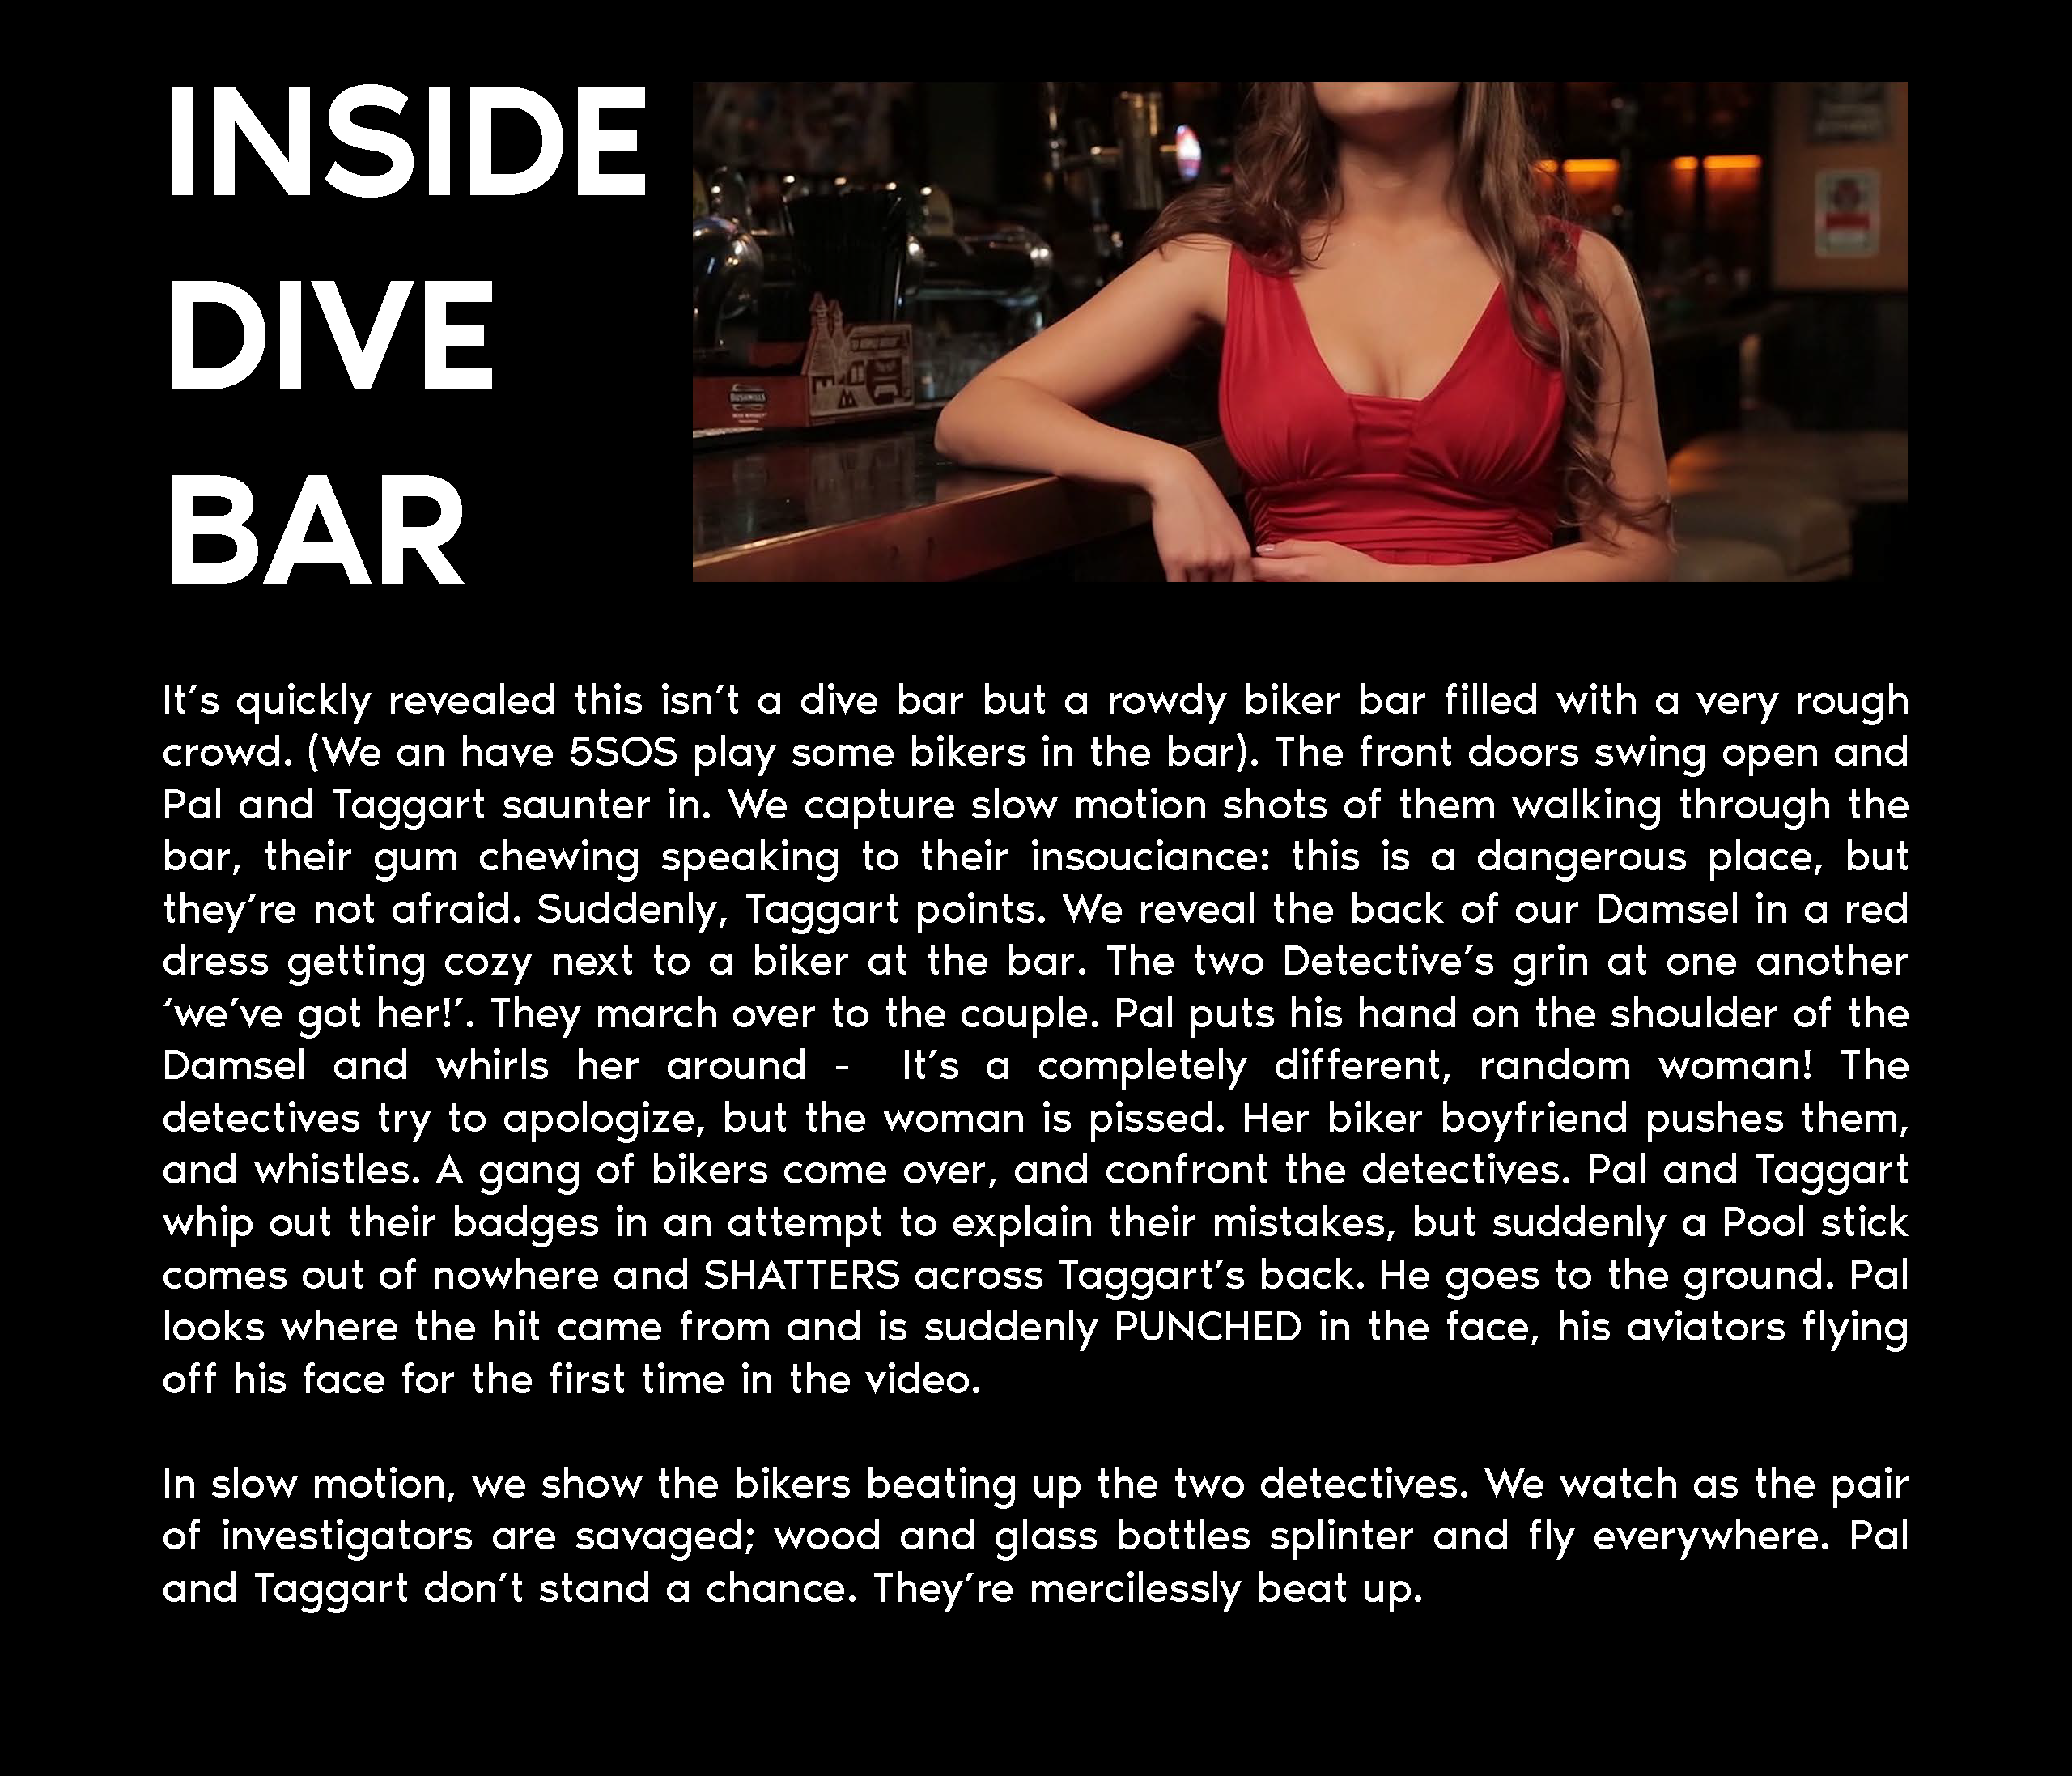 INSIDE
DIVE
BAR
BUSHMILLS
It's quickly revealed this isn't a dive bar but a rowdy biker bar filled with a very rough
crowd. (We an have 5SOS play some bikers in the bar). The front doors swing open and
Pal and Taggart saunter in. We capture slow motion shots of them walking through the
bar, their gum chewing speaking to their insouciance: this is a dangerous place, but
they're not afraid. Suddenly, Taggart points. We reveal the back of our Damsel in a red
dress getting cozy next to a biker at the bar. The two Detective's grin at one another
'we've got her!'. They march over to the couple. Pal puts his hand on the shoulder of the
Damsel and whirls her around -  It's a completely different, random woman! The
detectives try to apologize, but the woman is pissed. Her biker boyfriend pushes them,
and whistles. A gang of bikers come over, and confront the detectives. Pal and Taggart
whip out their badges in an attempt to explain their mistakes, but suddenly a Pool stick
comes out of nowhere and SHATTERS across Taggart's back. He goes to the ground. Pal
looks where the hit came from and is suddenly PUNCHED in the face, his aviators flying
off his face for the first time in the video.
In slow motion, we show the bikers beating up the two detectives. We watch as the pair
of investigators are savaged; wood and glass bottles splinter and fly everywhere. Pal
and Taggart don't stand a chance. They're mercilessly beat up.